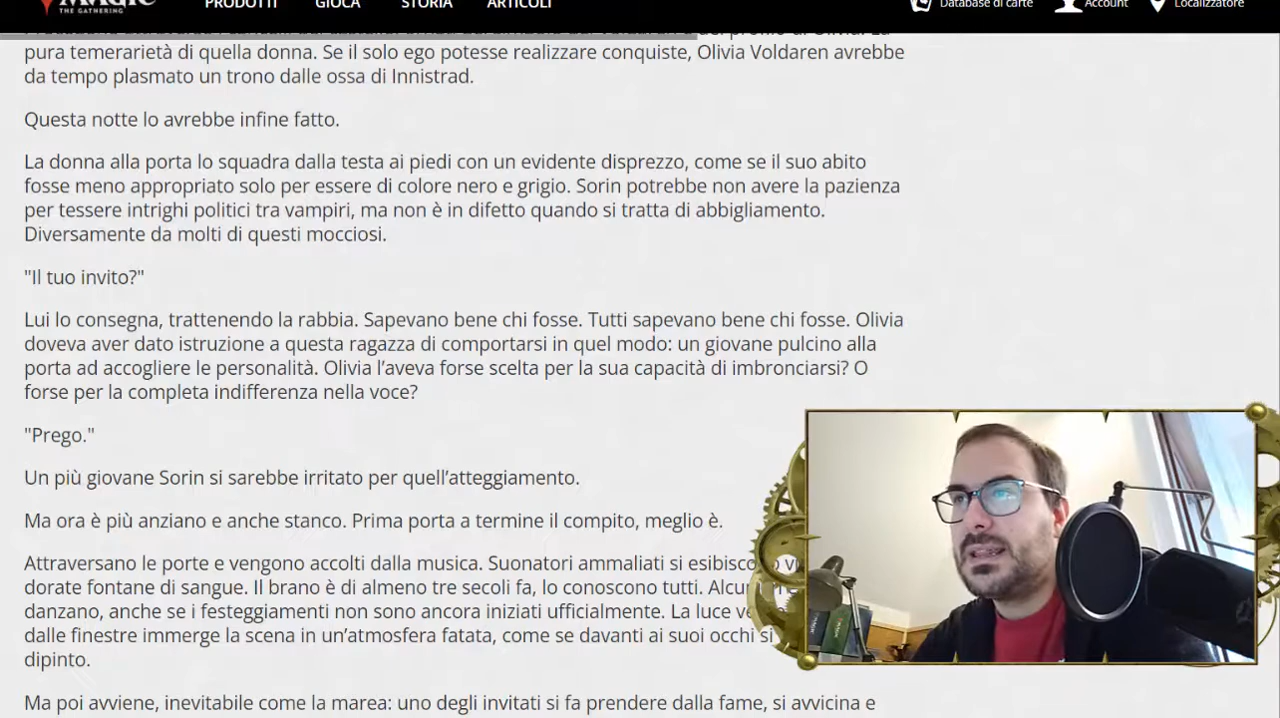 MAGIC
THE GATHERING
PRODOTTI
GIOCA
STORIA
ARTICOLI
Database di carte
Account
Localizzatore
pura temerarietà di quella donna. Se il solo ego potesse realizzare conquiste, Olivia Voldaren avrebbe
da tempo plasmato un trono dalle ossa di Innistrad.
Questa notte lo avrebbe infine fatto.
La donna alla porta lo squadra dalla testa ai piedi con un evidente disprezzo, come se il suo abito
fosse meno appropriato solo per essere di colore nero e grigio. Sorin potrebbe non avere la pazienza
per tessere intrighi politici tra vampiri, ma non è in difetto quando si tratta di abbigliamento.
Diversamente da molti di questi mocciosi.
"Il tuo invito?"
Lui lo consegna, trattenendo la rabbia. Sapevano bene chi fosse. Tutti sapevano bene chi fosse. Olivia
doveva aver dato istruzione a questa ragazza di comportarsi in quel modo: un giovane pulcino alla
porta ad accogliere le personalità. Olivia l'aveva forse scelta per la sua capacità di imbronciarsi? O
forse per la completa indifferenza nella voce?
"Prego."
Un più giovane Sorin si sarebbe irritato per quell'atteggiamento.
Ma ora è più anziano e anche stanco. Prima porta a termine il compito, meglio è.
Attraversano le porte e vengono accolti dalla musica. Suonatori ammaliati si
dorate fontane di sangue. Il brano è di almeno tre secoli fa, lo conoscono tutti.
danzano, anche se i festeggiamenti non sono ancora iniziati ufficialmente. La luce
dalle finestre immerge la scena in un'atmosfera fatata, come se davanti ai suoi occhi si
dipinto.
Ma poi avviene, inevitabile come la marea: uno degli invitati si fa prendere dalla fame, si avvicina e